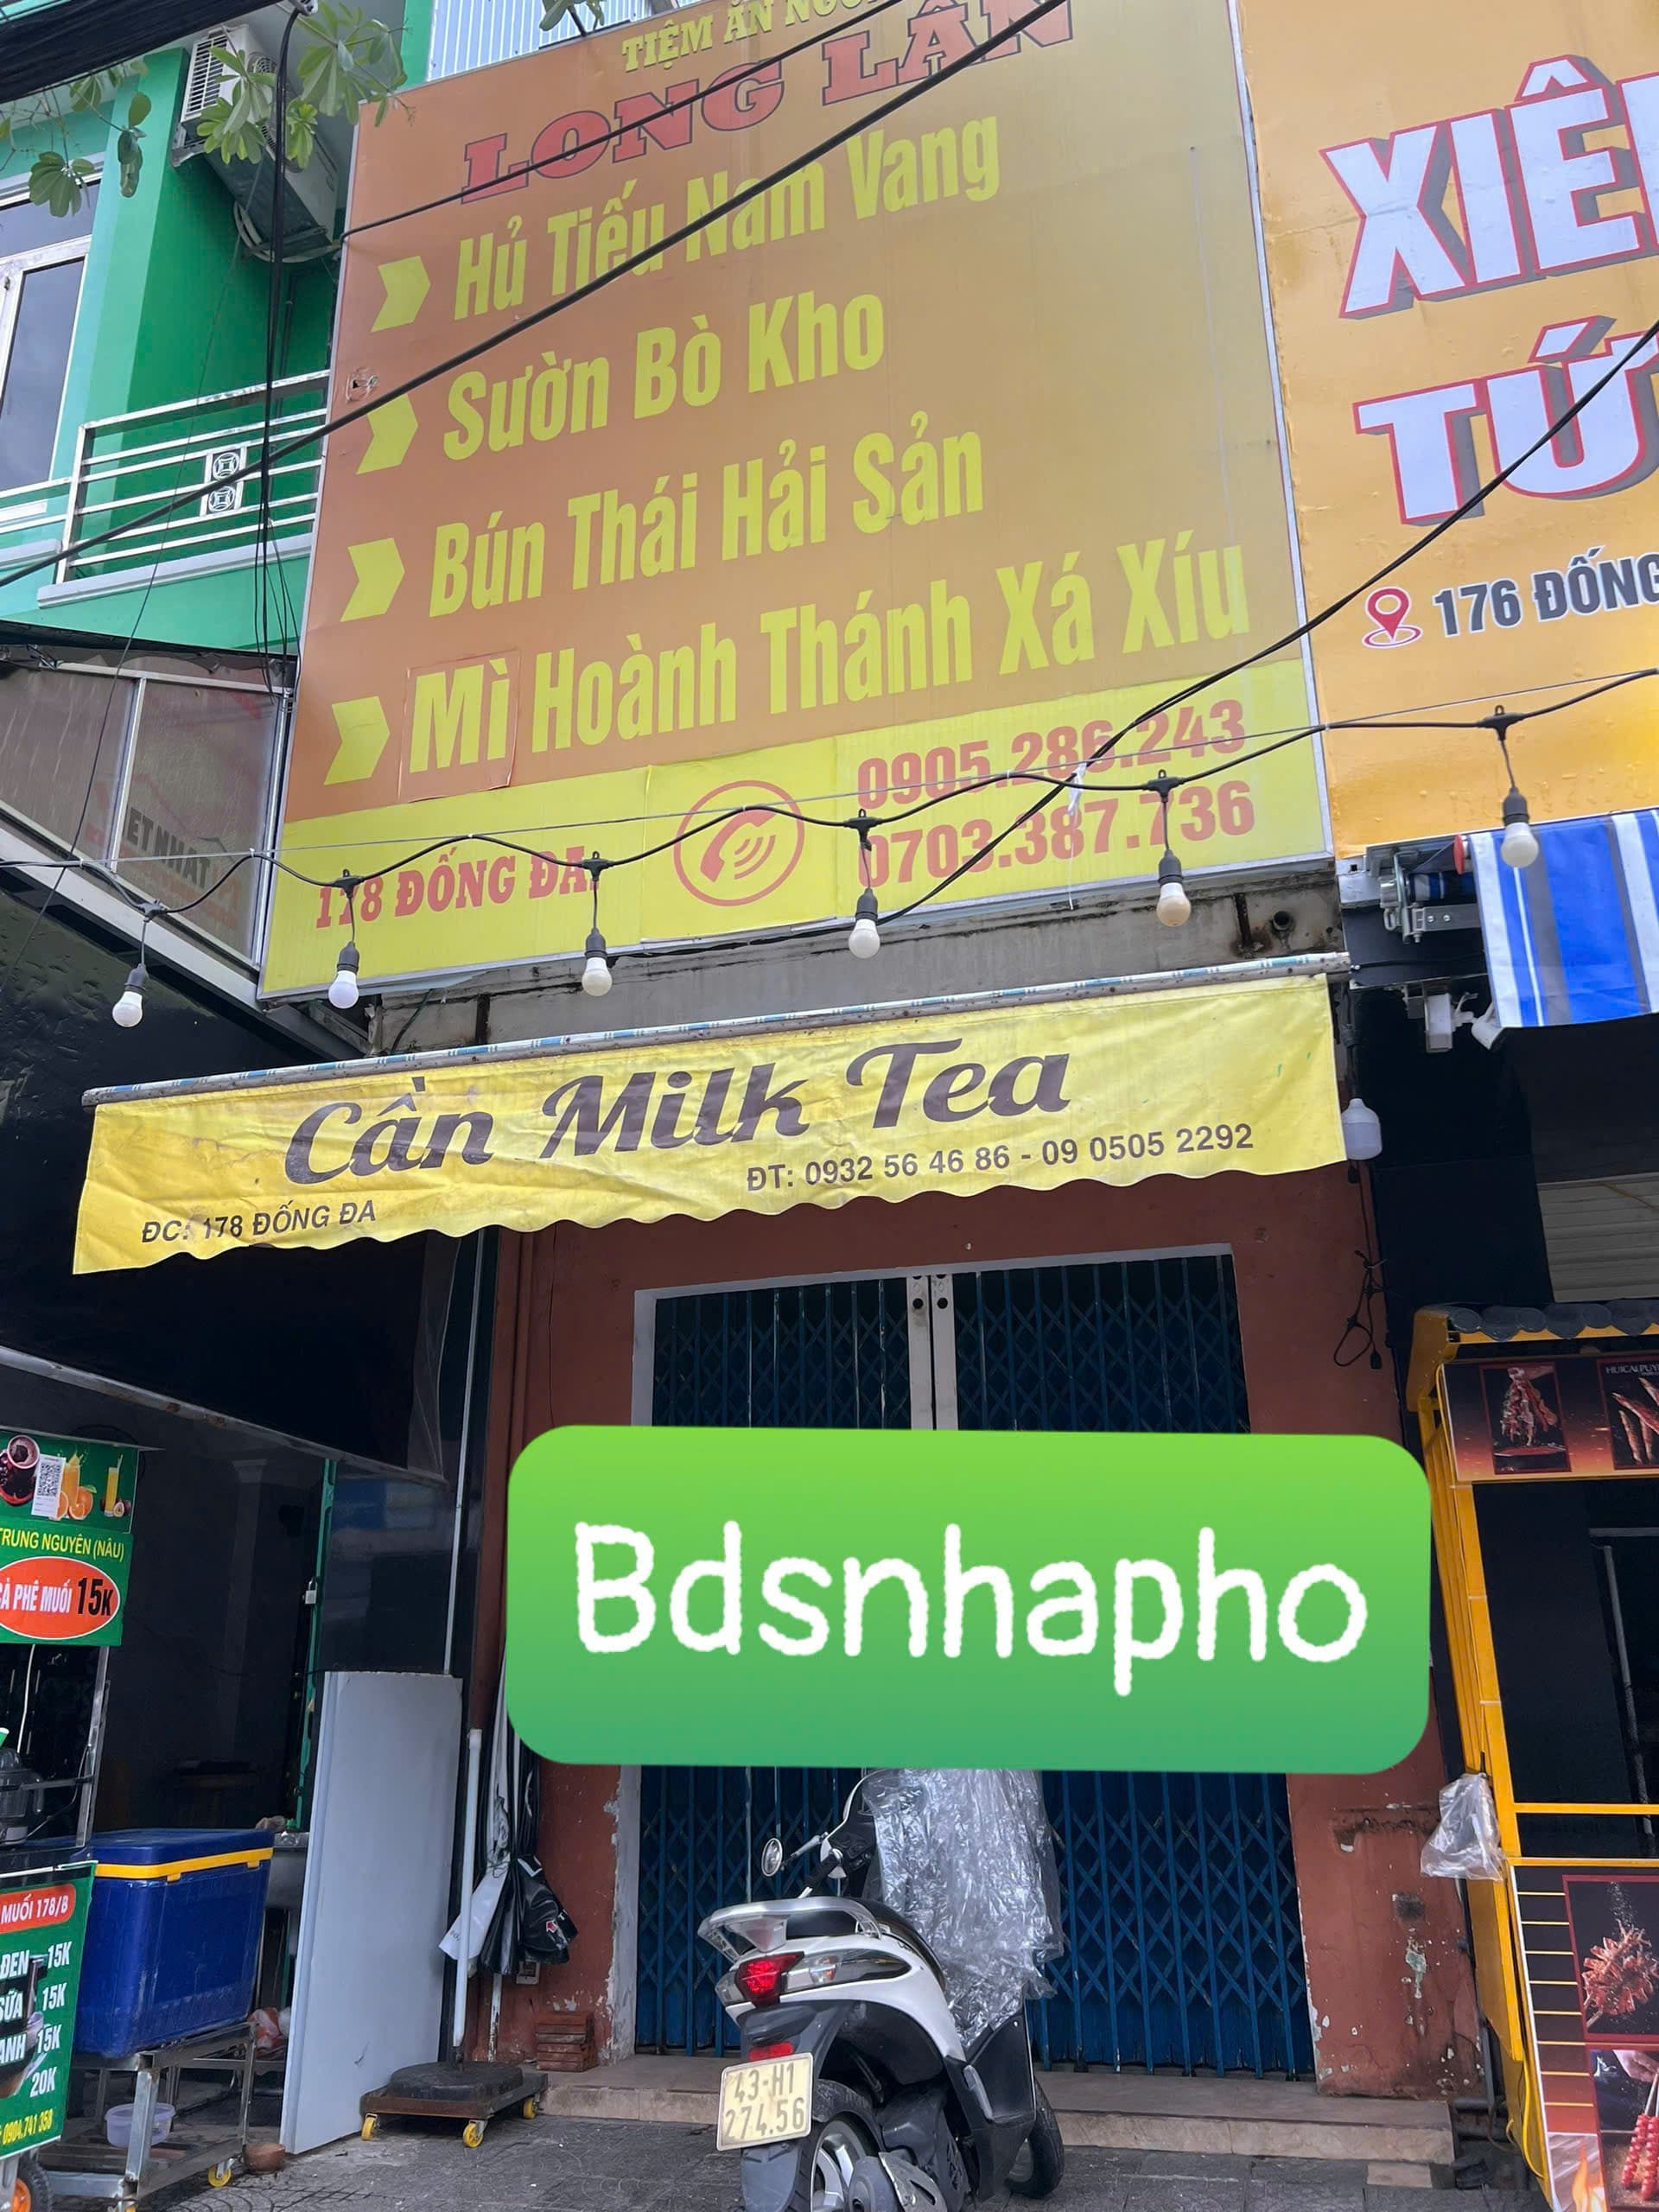 TIỆM ĂN
LONG LÂN
Hủ Tiếu Nam Vang
Sườn Bò Kho
Bún Thái Hải Sản
Mì Hoành Thánh Xá Xíu
178 ĐỐNG ĐA
0905.286.243
0703.387.736
XIÊ
TỨ
176 ĐỐNG
Cần Milk Tea
ĐT: 0932 56 46 86 - 09 0505 2292
ĐC: 178 ĐỐNG ĐA
Bdsnhapho
TRUNG NGUYÊN (NÂU)
CÀ PHÊ MUỐI 15K
MUỐI 178/B
ĐEN 15K
SỮA 15K
15K
20K
0904.741.358
43-H1
274.56